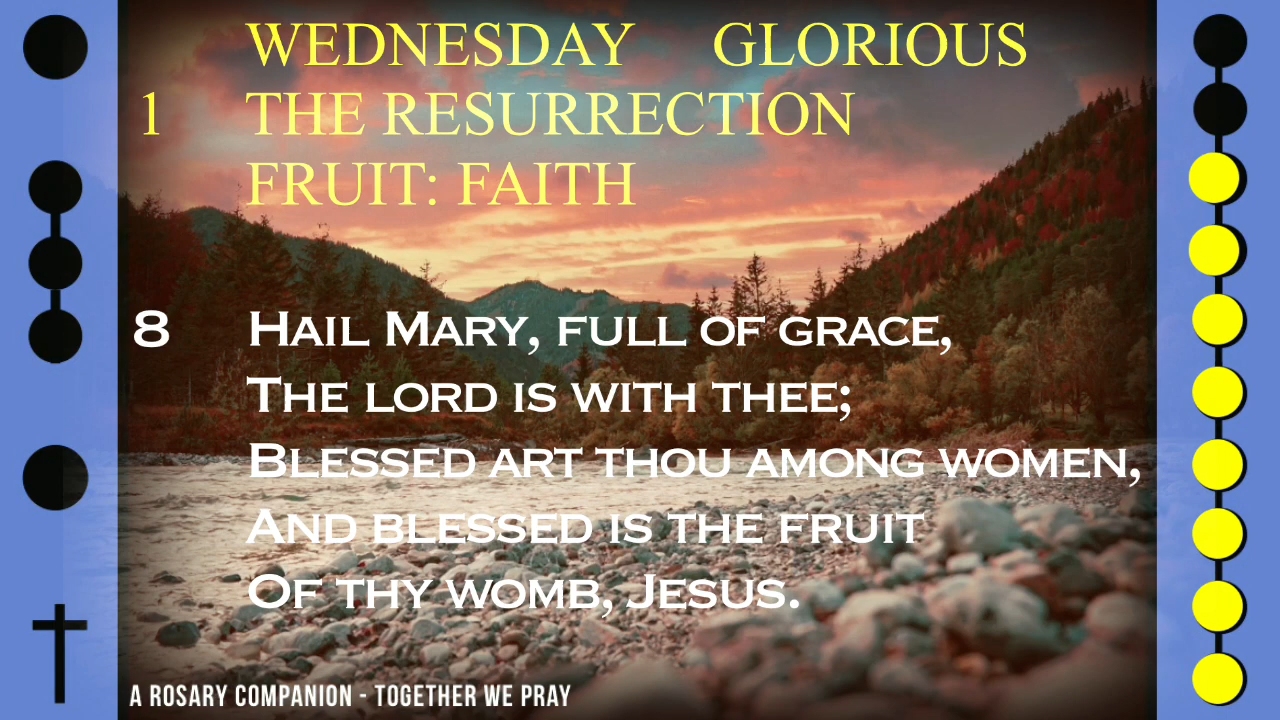 WEDNESDAY GLORIOUS
1 THE RESURRECTION
FRUIT: FAITH
8 HAIL MARY, FULL OF GRACE,
THE LORD IS WITH THEE;
BLESSED ART THOU AMONG WOMEN,
AND BLESSED IS THE FRUIT
OF THY WOMB, JESUS.
A ROSARY COMPANION - TOGETHER WE PRAY